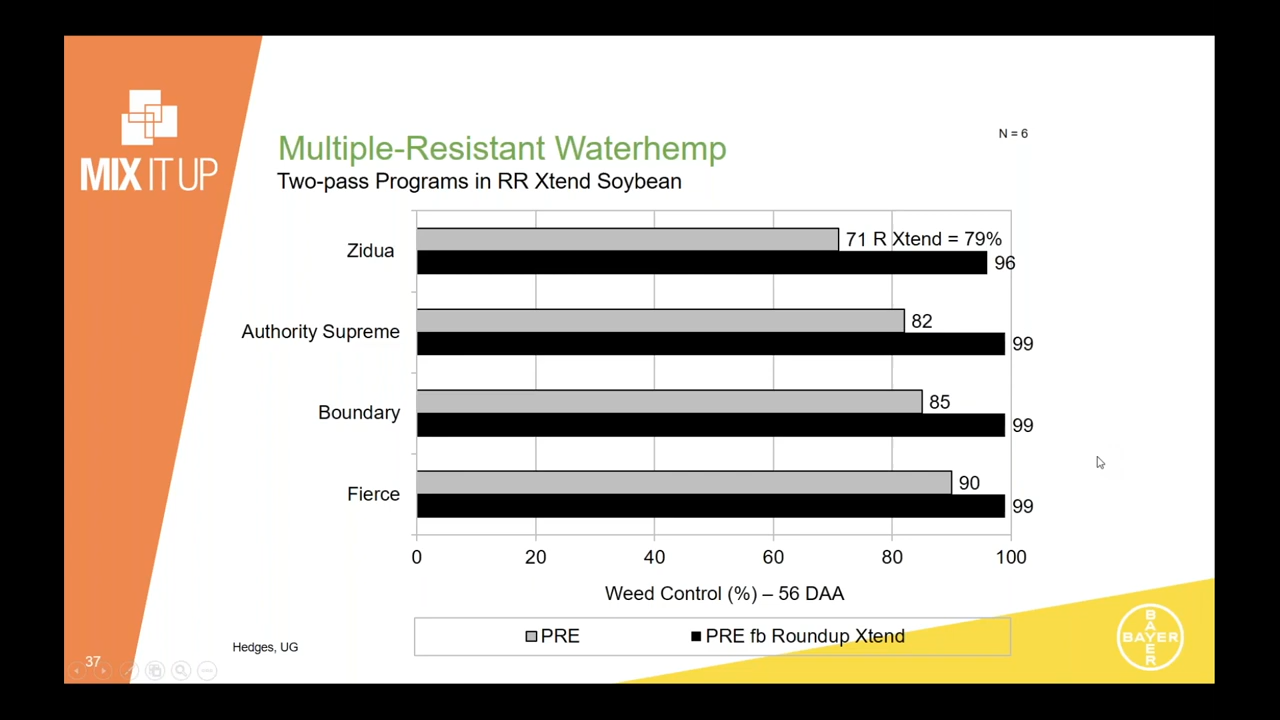 MIX IT UP
N = 6
Multiple-Resistant Waterhemp
Two-pass Programs in RR Xtend Soybean
Zidua
71 R Xtend = 79%
96
Authority Supreme
82
99
Boundary
85
99
Fierce
90
99
0 20 40 60 80 100
Weed Control (%) – 56 DAA
PRE PRE fb Roundup Xtend
Hedges, UG
37
BAYER
BAYER